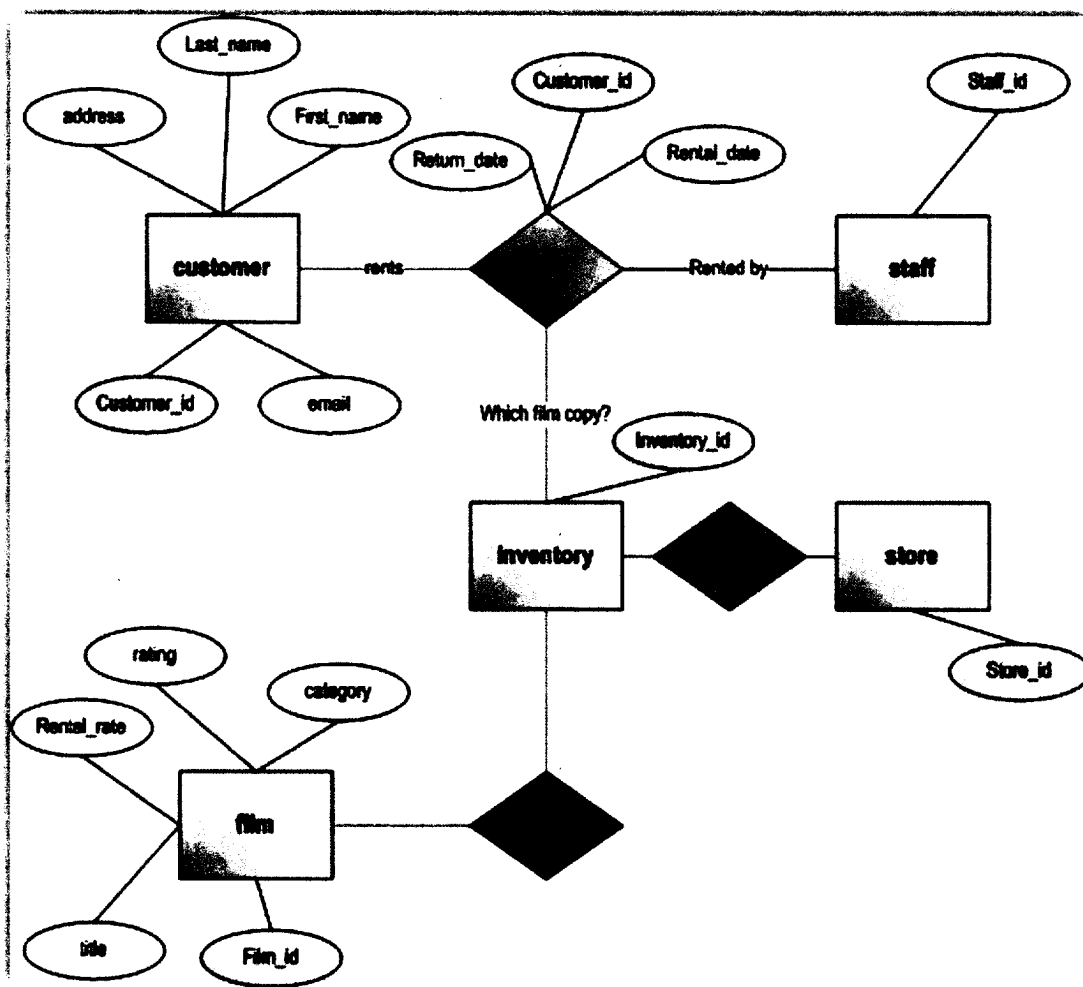 Last_name
Customer_id
Staff_id
address
First_name
Return_date
Rental_date
customer
rents
Rented by
staff
Customer_id
email
Which film copy?
Inventory_id
inventory
store
rating
category
Store_id
Rental_rate
film
title
Film_id